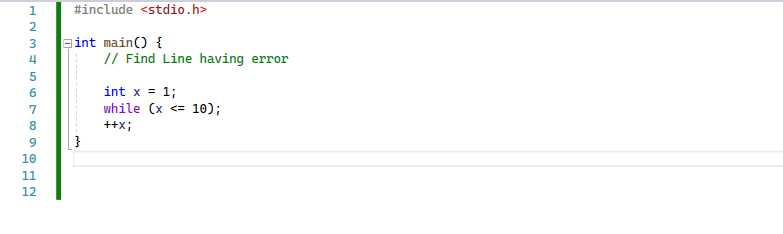 1 #include <stdio.h>
2
3 int main() {
4 // Find Line having error
5
6 int x = 1;
7 while (x <= 10);
8 ++x;
9 }
10
11
12